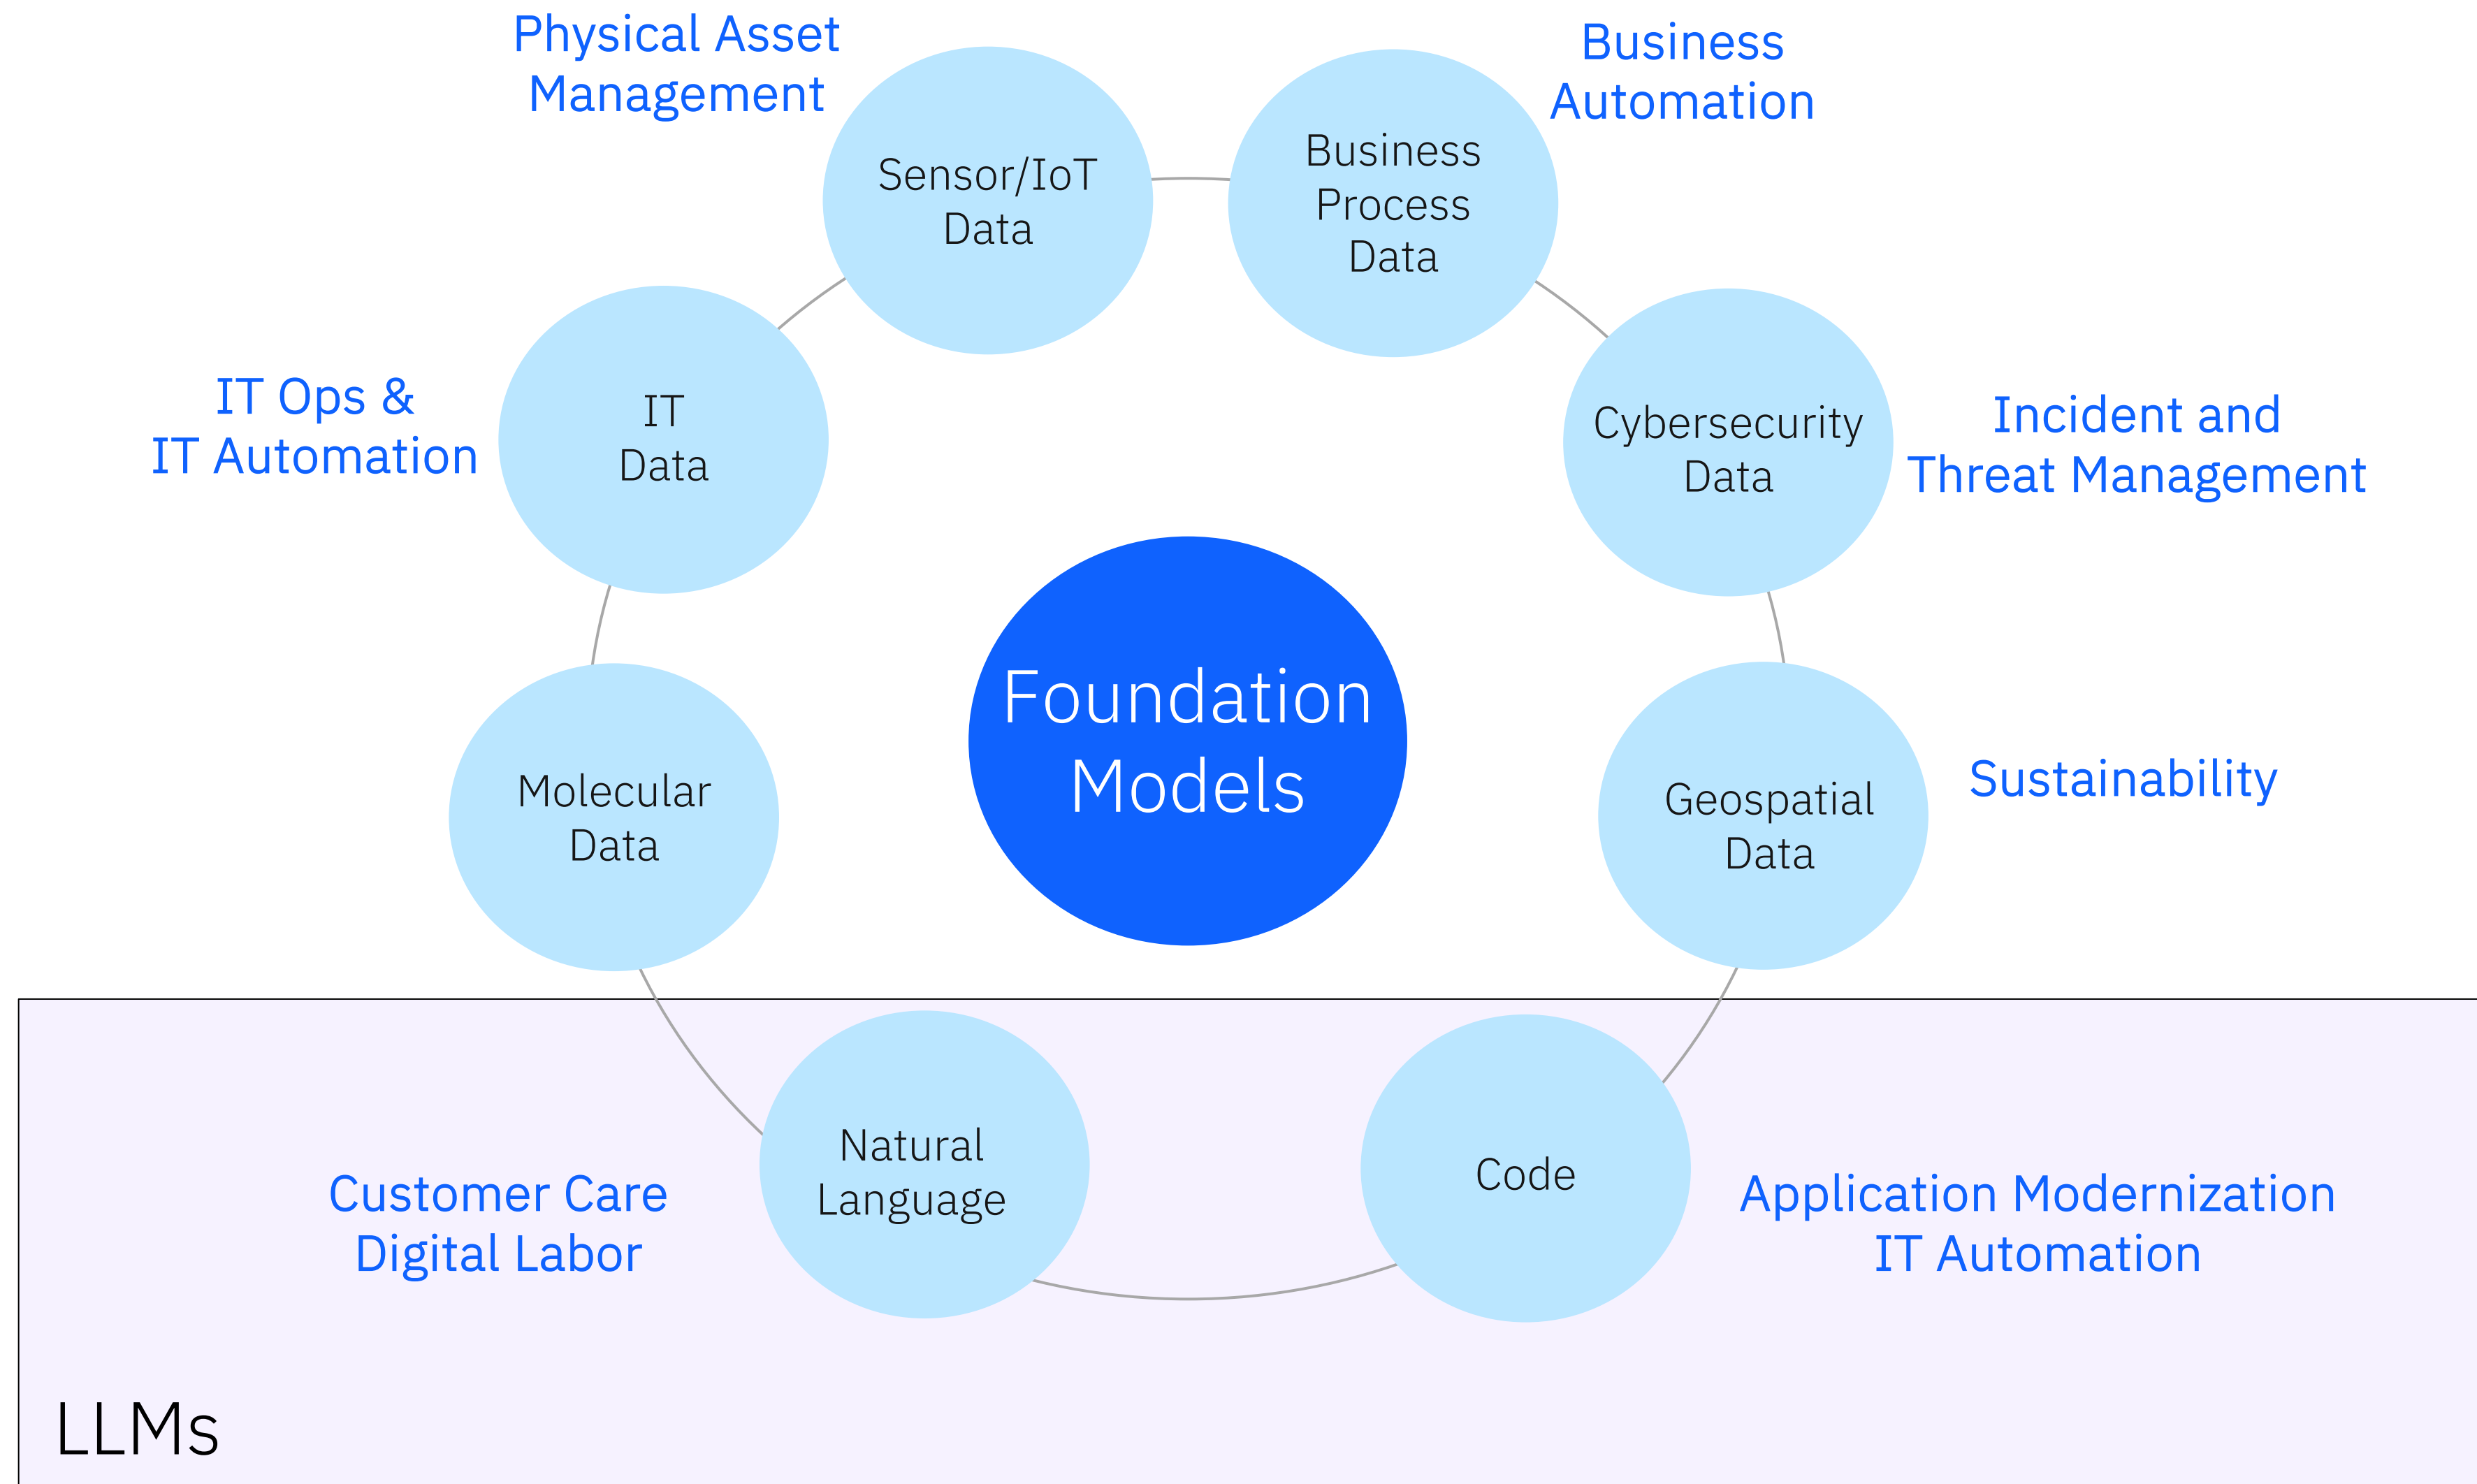 Physical Asset
Management
Business
Automation
Sensor/IoT
Data
Business
Process
Data
IT Ops &
IT Automation
IT
Data
Cybersecurity
Data
Incident and
Threat Management
Foundation
Models
Molecular
Data
Geospatial
Data
Sustainability
Natural
Language
Code
Customer Care
Digital Labor
Application Modernization
IT Automation
LLMs